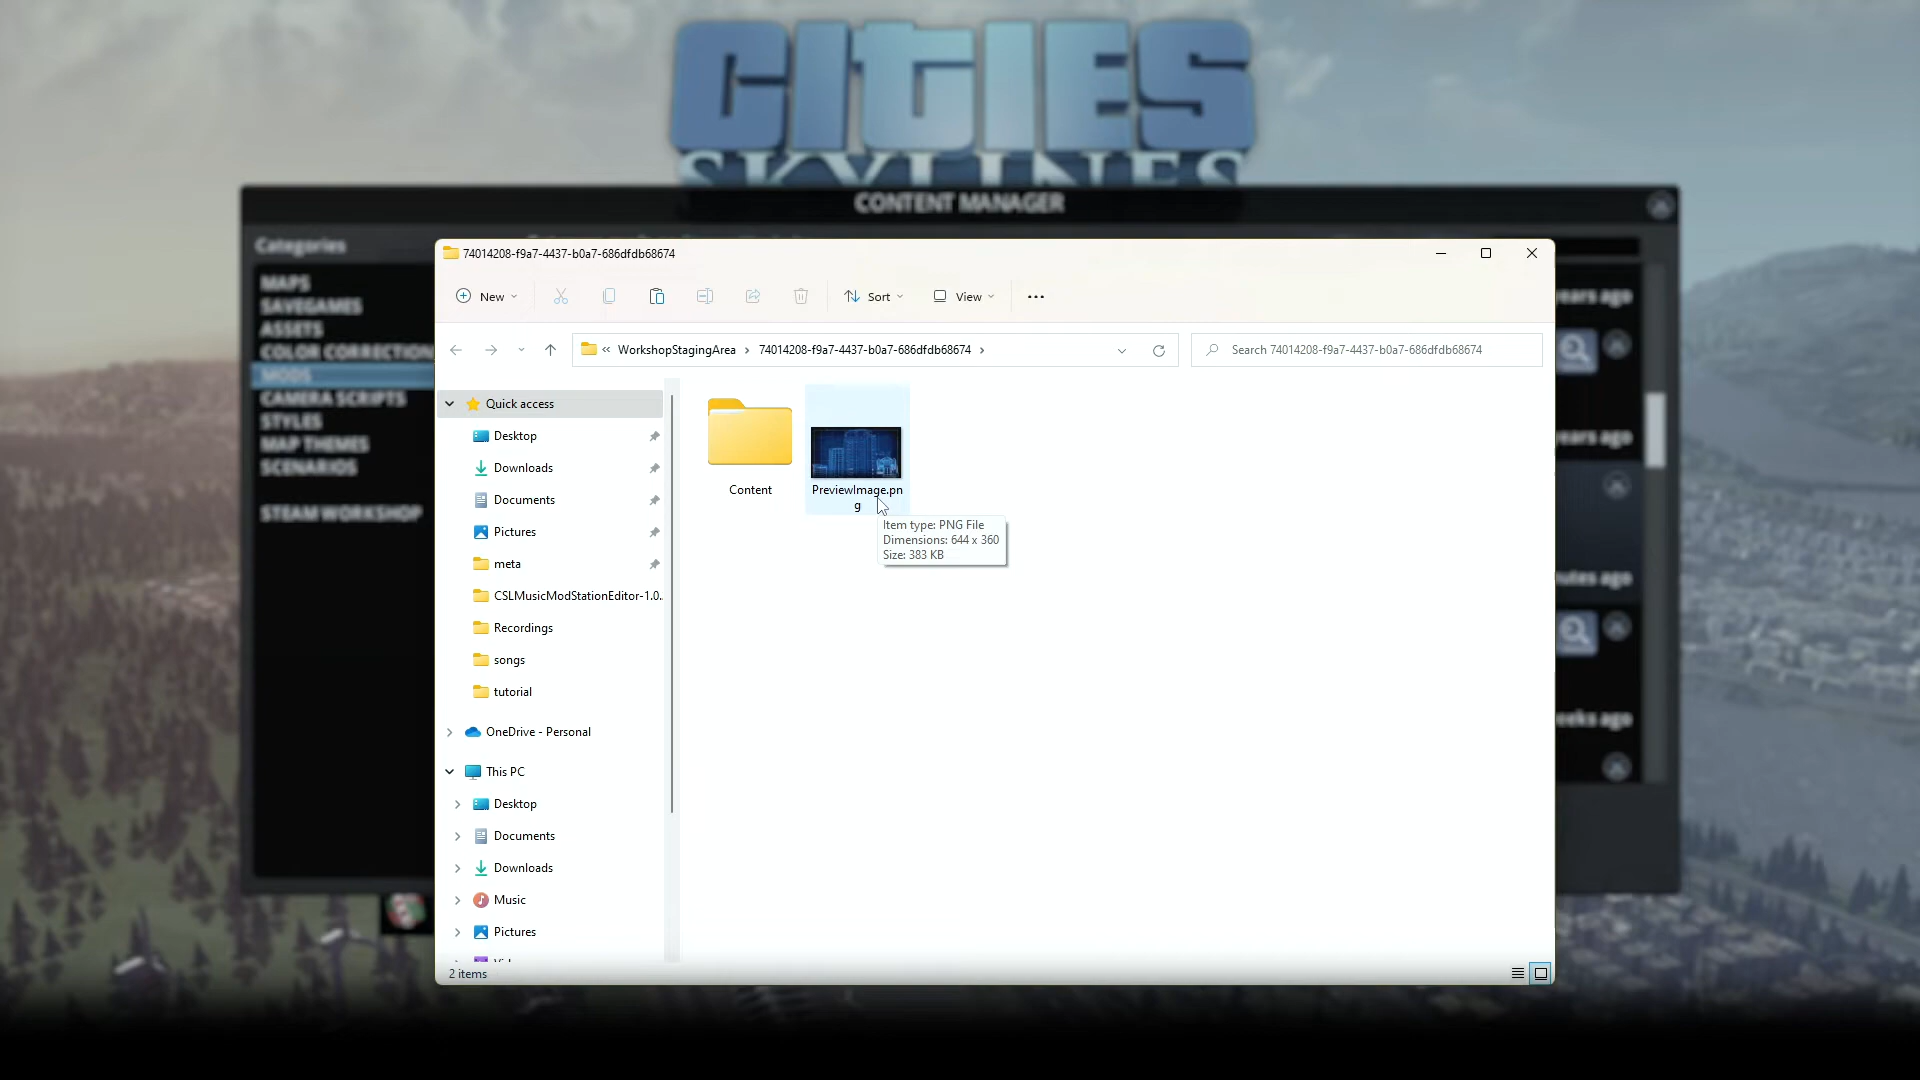 CITIES
SKYLINES
CONTENT MANAGER
Categories
MAPS
SAVEGAMES
ASSETS
COLOR CORRECTION
MODS
CAMERA SCRIPTS
STYLES
MAP THEMES
SCENARIOS
STEAM WORKSHOP
years ago
years ago
utes ago
eeks ago
74014208-f9a7-4437-b0a7-686dfdb68674
New
Sort
View
« WorkshopStagingArea › 74014208-f9a7-4437-b0a7-686dfdb68674 ›
Search 74014208-f9a7-4437-b0a7-686dfdb68674
Quick access
Desktop
Downloads
Documents
Pictures
meta
CSLMusicModStationEditor-1.0.
Recordings
songs
tutorial
OneDrive - Personal
This PC
Desktop
Documents
Downloads
Music
Pictures
Content
PreviewImage.pn
g
Item type: PNG File
Dimensions: 644 x 360
Size: 383 KB
2 items